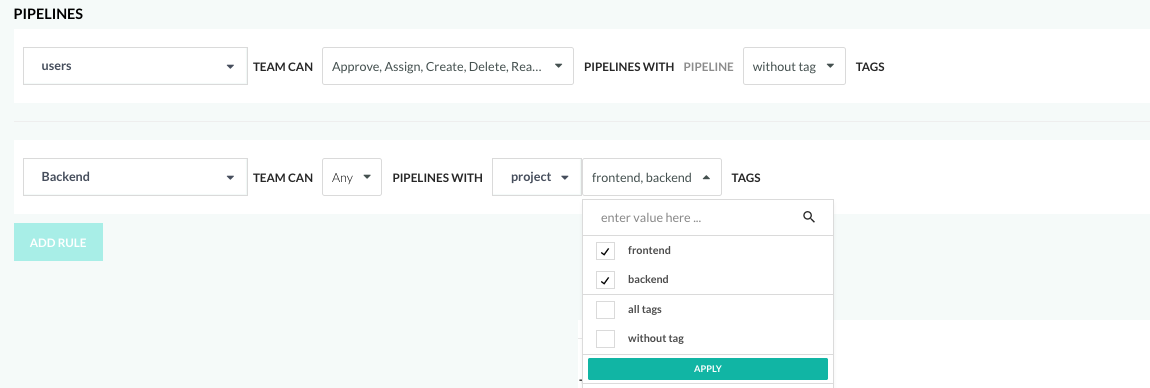 PIPELINES
users TEAM CAN Approve, Assign, Create, Delete, Rea... PIPELINES WITH PIPELINE without tag TAGS
Backend TEAM CAN Any PIPELINES WITH project frontend, backend TAGS
enter value here ...
ADD RULE
frontend
backend
all tags
without tag
APPLY